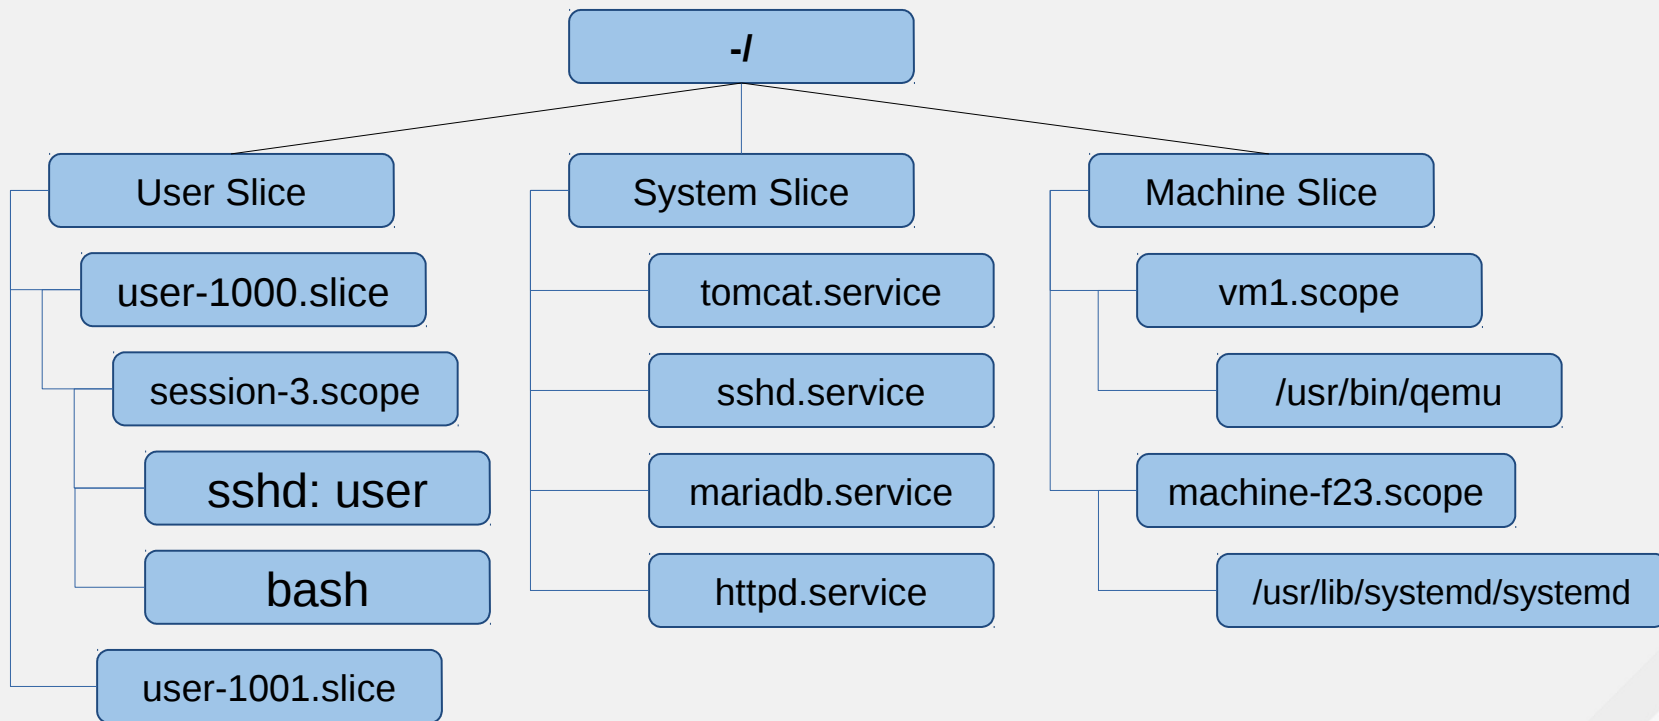 -/
User Slice
user-1000.slice
session-3.scope
sshd: user
bash
user-1001.slice
System Slice
tomcat.service
sshd.service
mariadb.service
httpd.service
Machine Slice
vm1.scope
/usr/bin/qemu
machine-f23.scope
/usr/lib/systemd/systemd